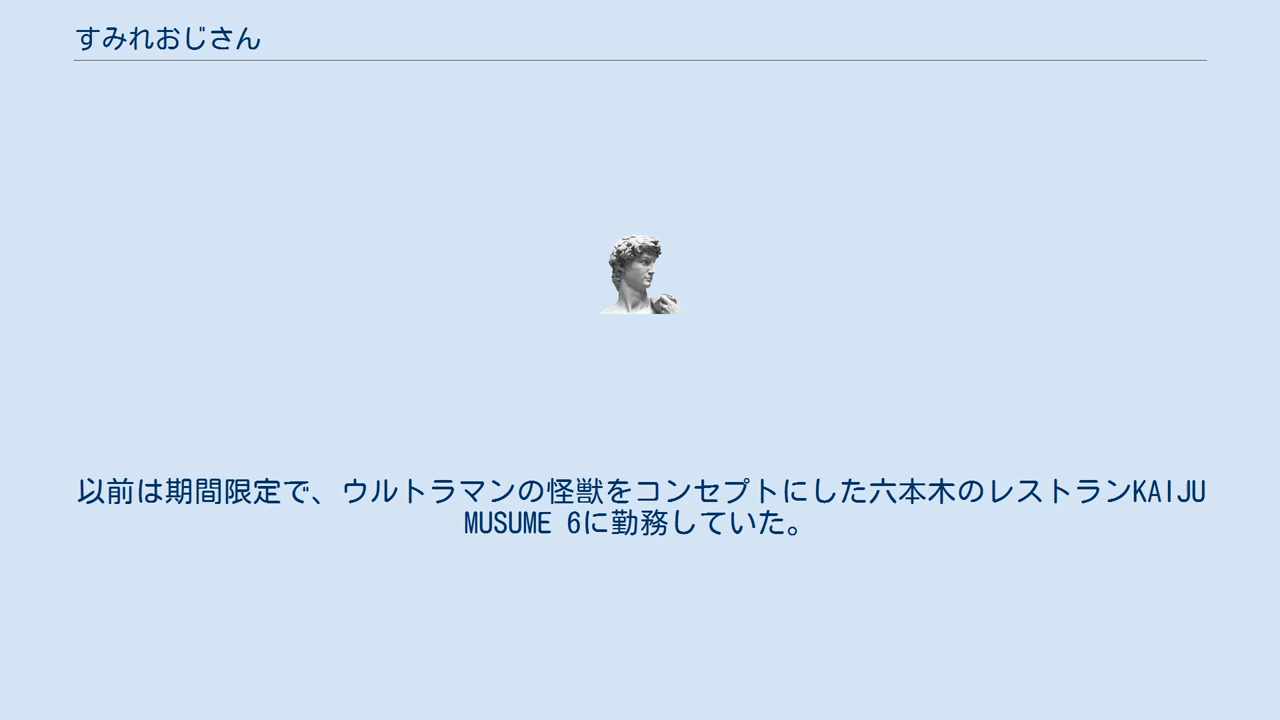 すみれおじさん
以前は期間限定で、ウルトラマンの怪獣をコンセプトにした六本木のレストランKAIJU
MUSUME 6に勤務していた。